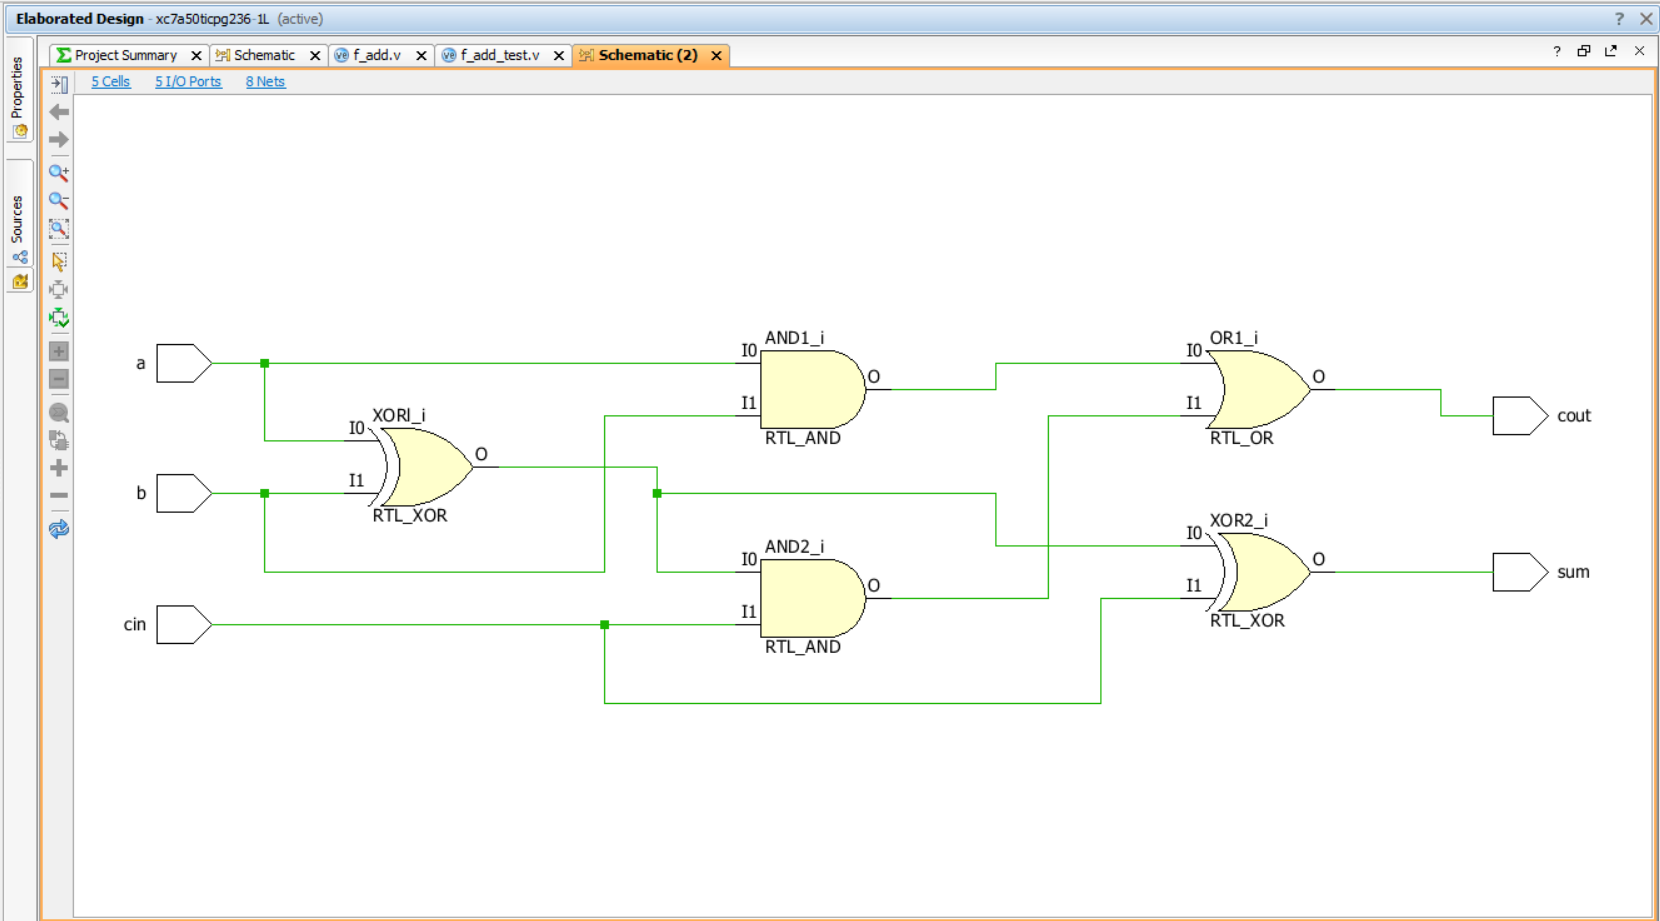 Elaborated Design - xc7a50ticpg236-1L (active)
Properties
Sources
Project Summary
Schematic
f_add.v
f_add_test.v
Schematic (2)
5 Cells 5 I/O Ports 8 Nets
AND1_i
OR1_i
a
I0
O
I0
O
I1
I1
cout
XORI_i
RTL_AND
RTL_OR
I0
O
b
I1
RTL_XOR
AND2_i
XOR2_i
I0
O
I0
O
sum
I1
I1
cin
RTL_AND
RTL_XOR